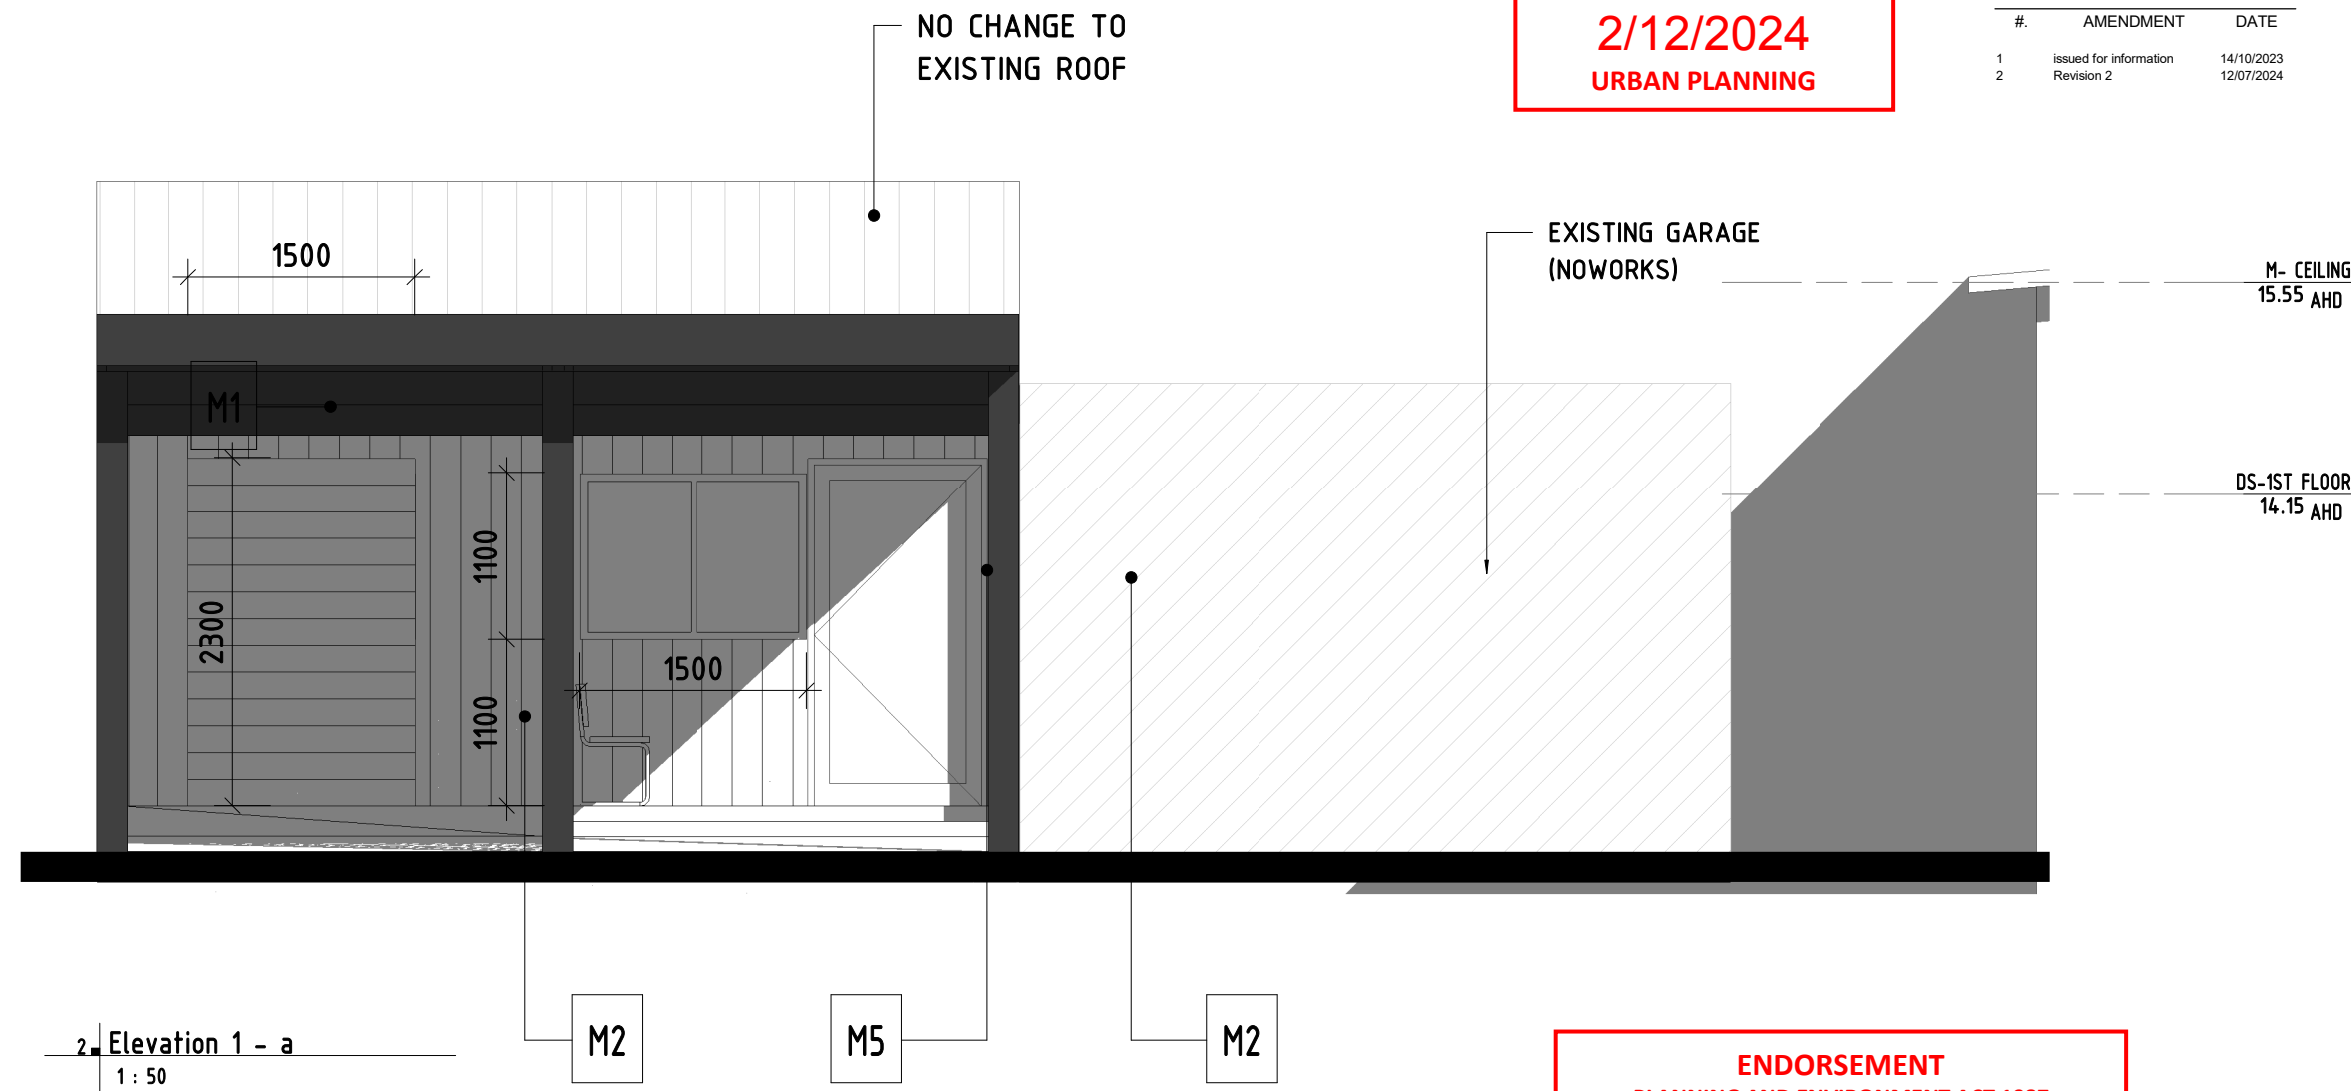 NO CHANGE TO
EXISTING ROOF
2/12/2024
URBAN PLANNING
#. AMENDMENT DATE
1 issued for information 14/10/2023
2 Revision 2 12/07/2024
1500
EXISTING GARAGE
(NOWORKS)
M- CEILING
15.55 AHD
M1
DS-1ST FLOOR
14.15 AHD
1100
2300
1500
1100
M2
M5
M2
2 Elevation 1 - a
1 : 50
ENDORSEMENT